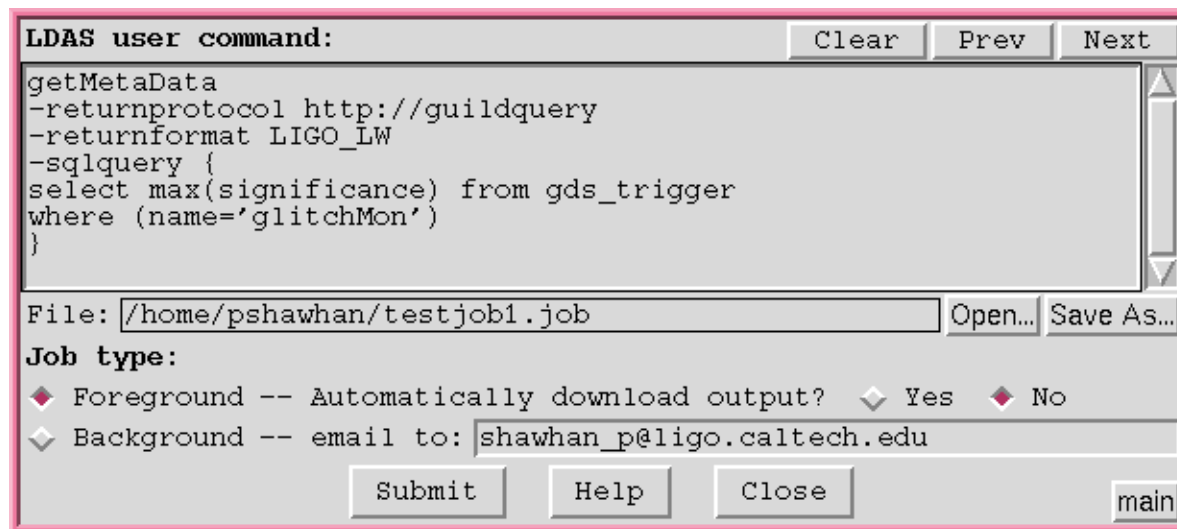 LDAS user command: Clear Prev Next
getMetaData
-returnprotocol http://guildquery
-returnformat LIGO_LW
-sqlquery {
select max(significance) from gds_trigger
where (name='glitchMon')
}
File: /home/pshawhan/testjob1.job Open... Save As...
Job type:
Foreground -- Automatically download output? Yes No
Background -- email to: shawhan_p@ligo.caltech.edu
Submit Help Close main